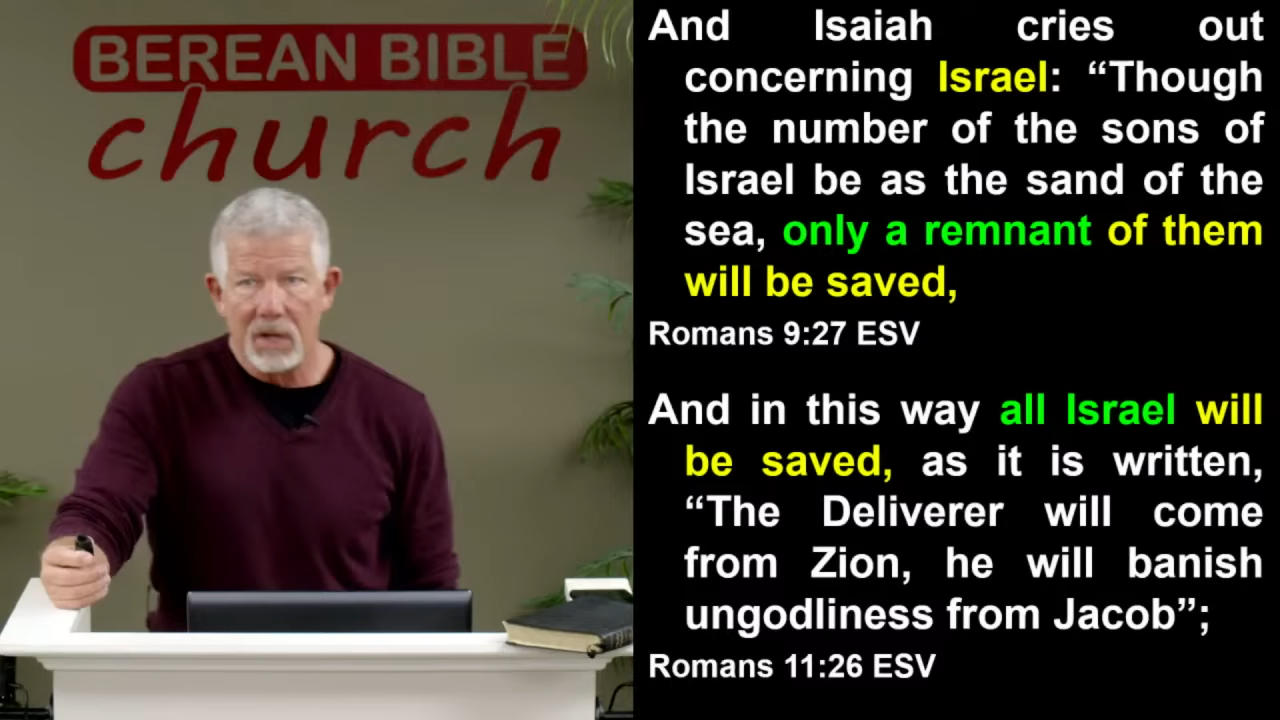 BEREAN BIBLE
church
And Isaiah cries out
concerning Israel: “Though
the number of the sons of
Israel be as the sand of the
sea, only a remnant of them
will be saved,
Romans 9:27 ESV
And in this way all Israel will
be saved, as it is written,
“The Deliverer will come
from Zion, he will banish
ungodliness from Jacob”;
Romans 11:26 ESV